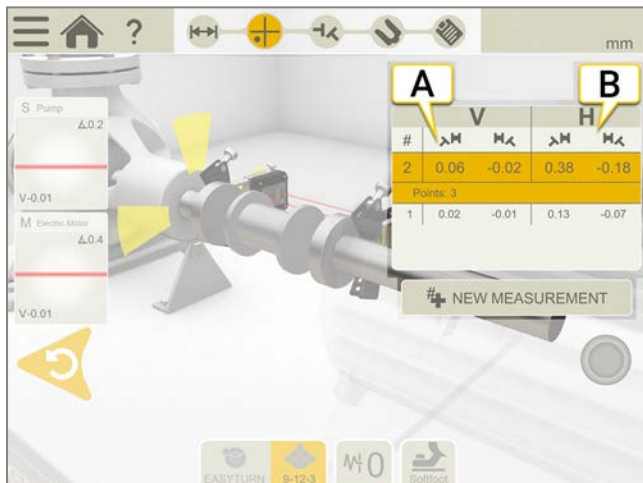 ?
mm
A
B
V H
#
2 0.06 -0.02 0.38 -0.18
Points: 3
1 0.02 -0.01 0.13 -0.07
S Pump
∡0.2
V-0.01
M Electric Motor
∡0.4
V-0.01
# NEW MEASUREMENT
EASYTURN
9-12-3
0
Softfoot